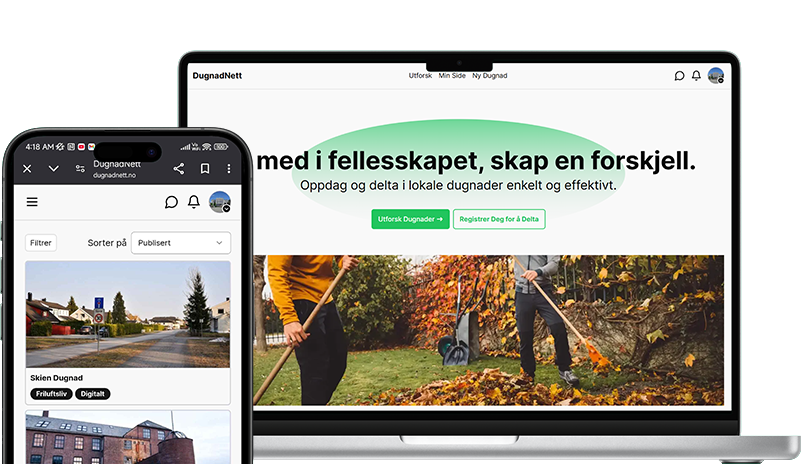 DugnadNett
Utforsk Min Side Ny Dugnad
med i fellesskapet, skap en forskjell.
Oppdag og delta i lokale dugnader enkelt og effektivt.
Utforsk Dugnader →
Registrer Deg for å Delta
4:18 AM
DugnadNett
dugnadnett.no
Filtrer
Sorter på
Publisert
Skien Dugnad
Friluftsliv
Digitalt